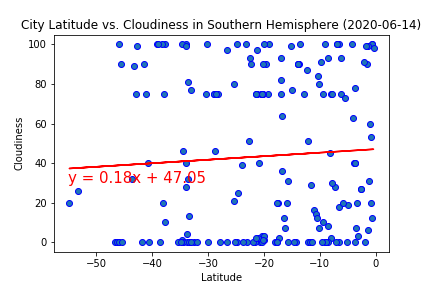 City Latitude vs. Cloudiness in Southern Hemisphere (2020-06-14)
100
80
60
Cloudiness
40
y = 0.18x + 47.05
20
0
−50 −40 −30 −20 −10 0
Latitude